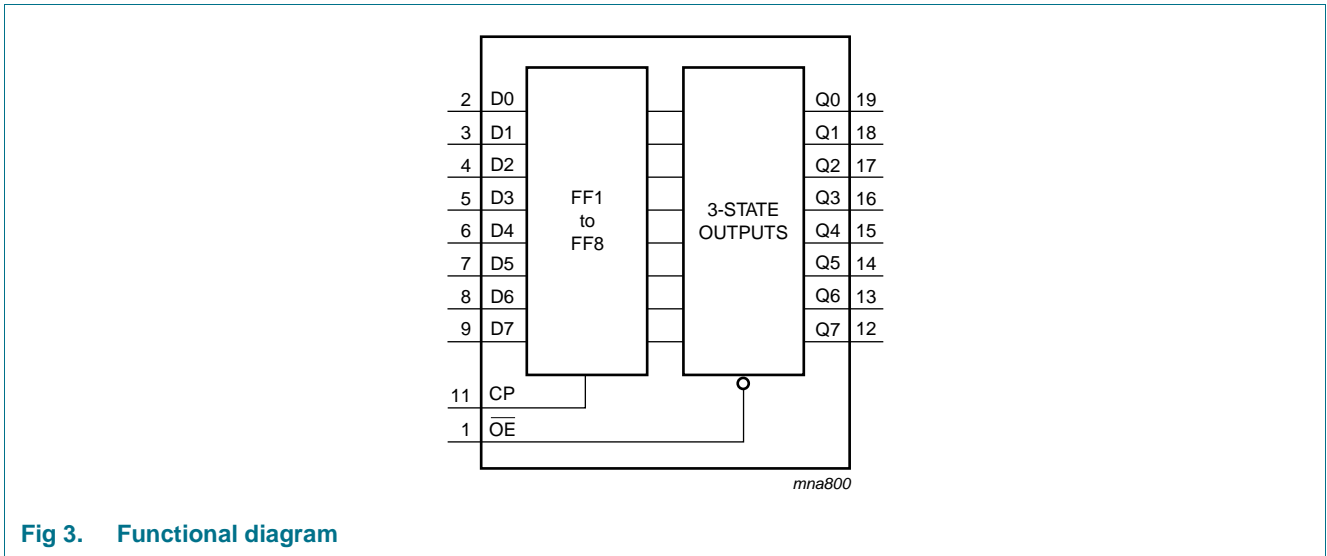 2 D0 Q0 19
3 D1 Q1 18
4 D2 Q2 17
5 D3 FF1 Q3 16
to 3-STATE
6 D4 FF8 OUTPUTS Q4 15
7 D5 Q5 14
8 D6 Q6 13
9 D7 Q7 12
11 CP
1 O̅E̅
mna800
Fig 3. Functional diagram